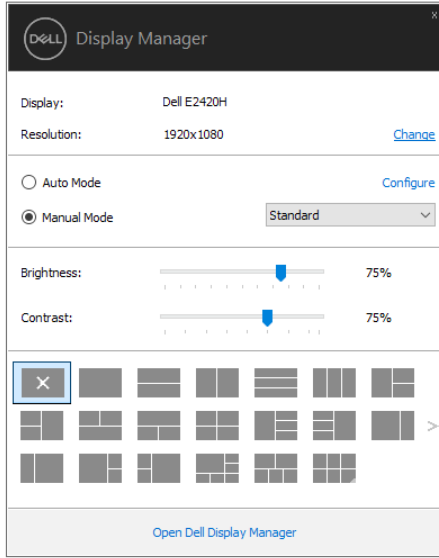 x
DELL Display Manager
Display: Dell E2420H
Resolution: 1920x1080 Change
Auto Mode Configure
Manual Mode Standard
Brightness: 75%
Contrast: 75%
Open Dell Display Manager